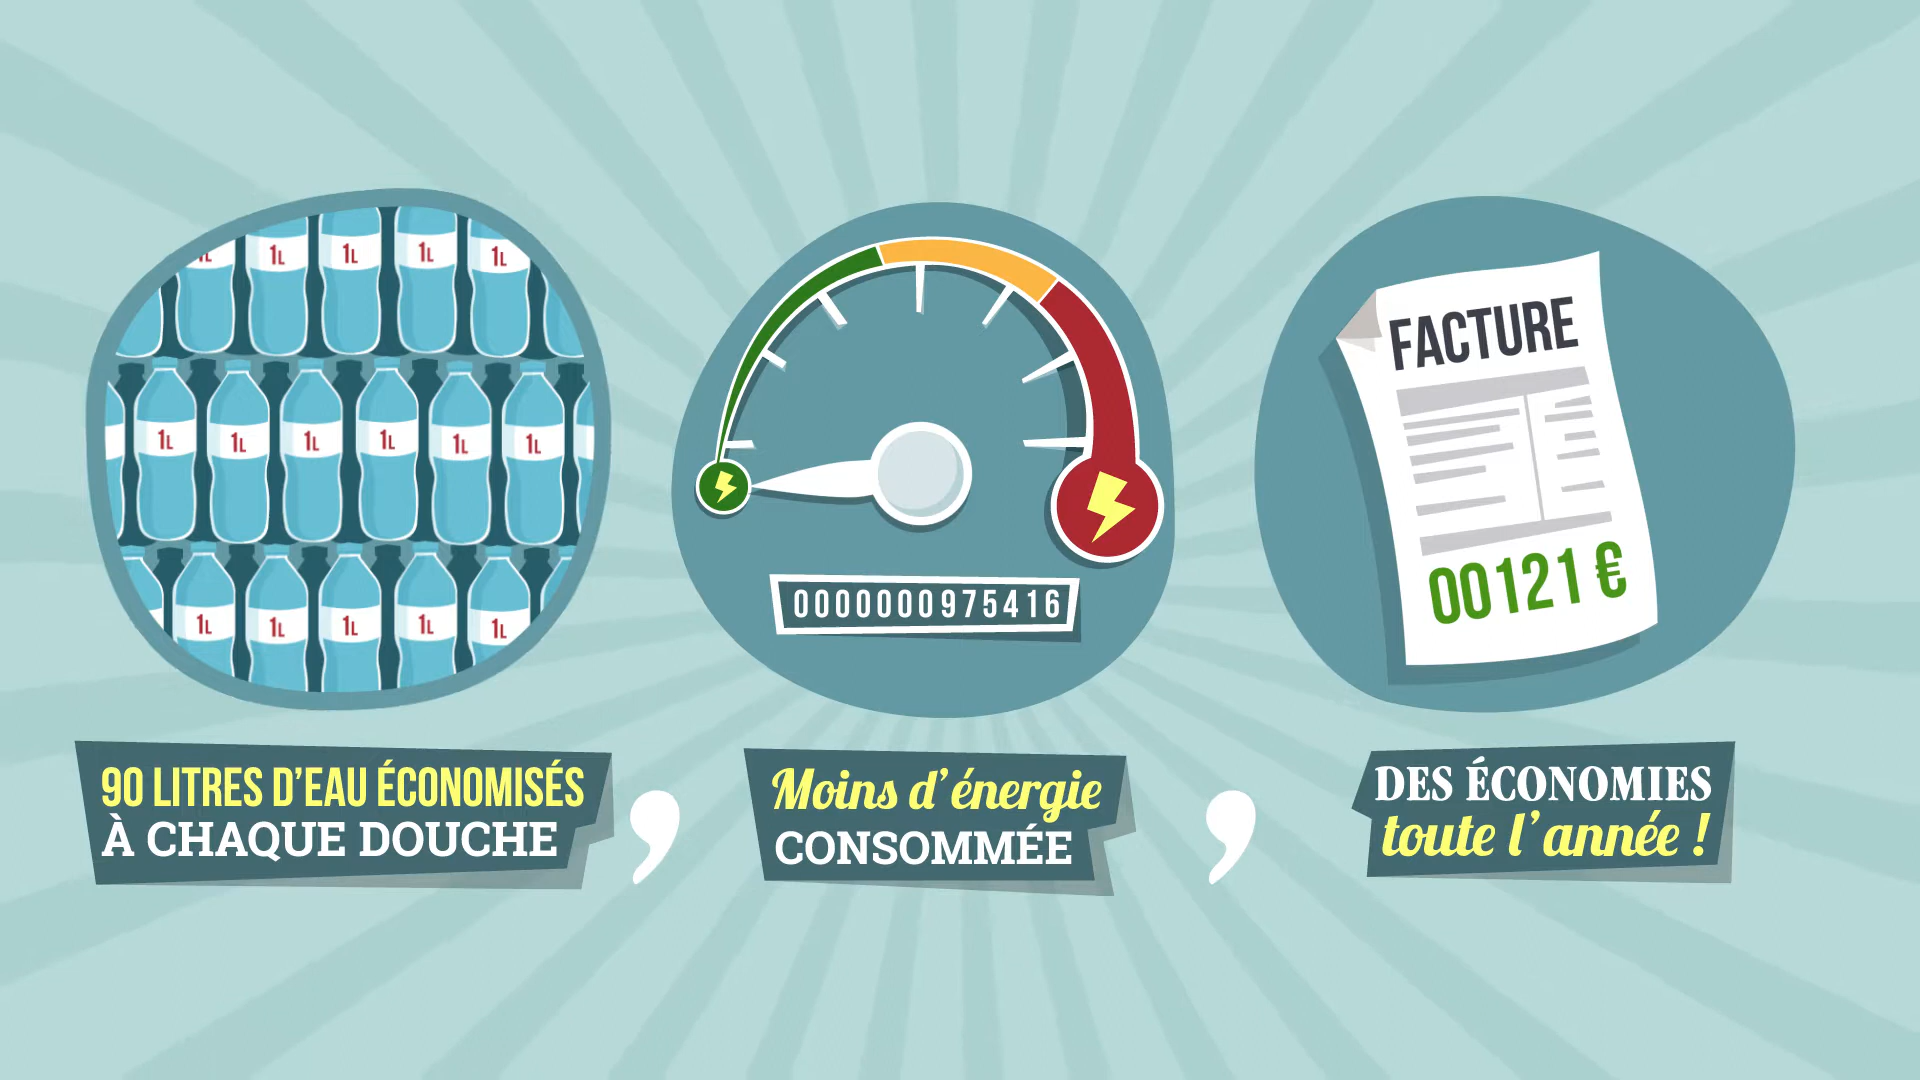 1L 1L 1L 1L 1L
1L 1L 1L 1L 1L 1L
1L 1L 1L 1L 1L
90 LITRES D'EAU ÉCONOMISÉS
À CHAQUE DOUCHE
,
0000000975416
Moins d'énergie
CONSOMMÉE
,
FACTURE
00121 €
DES ÉCONOMIES
toute l'année !